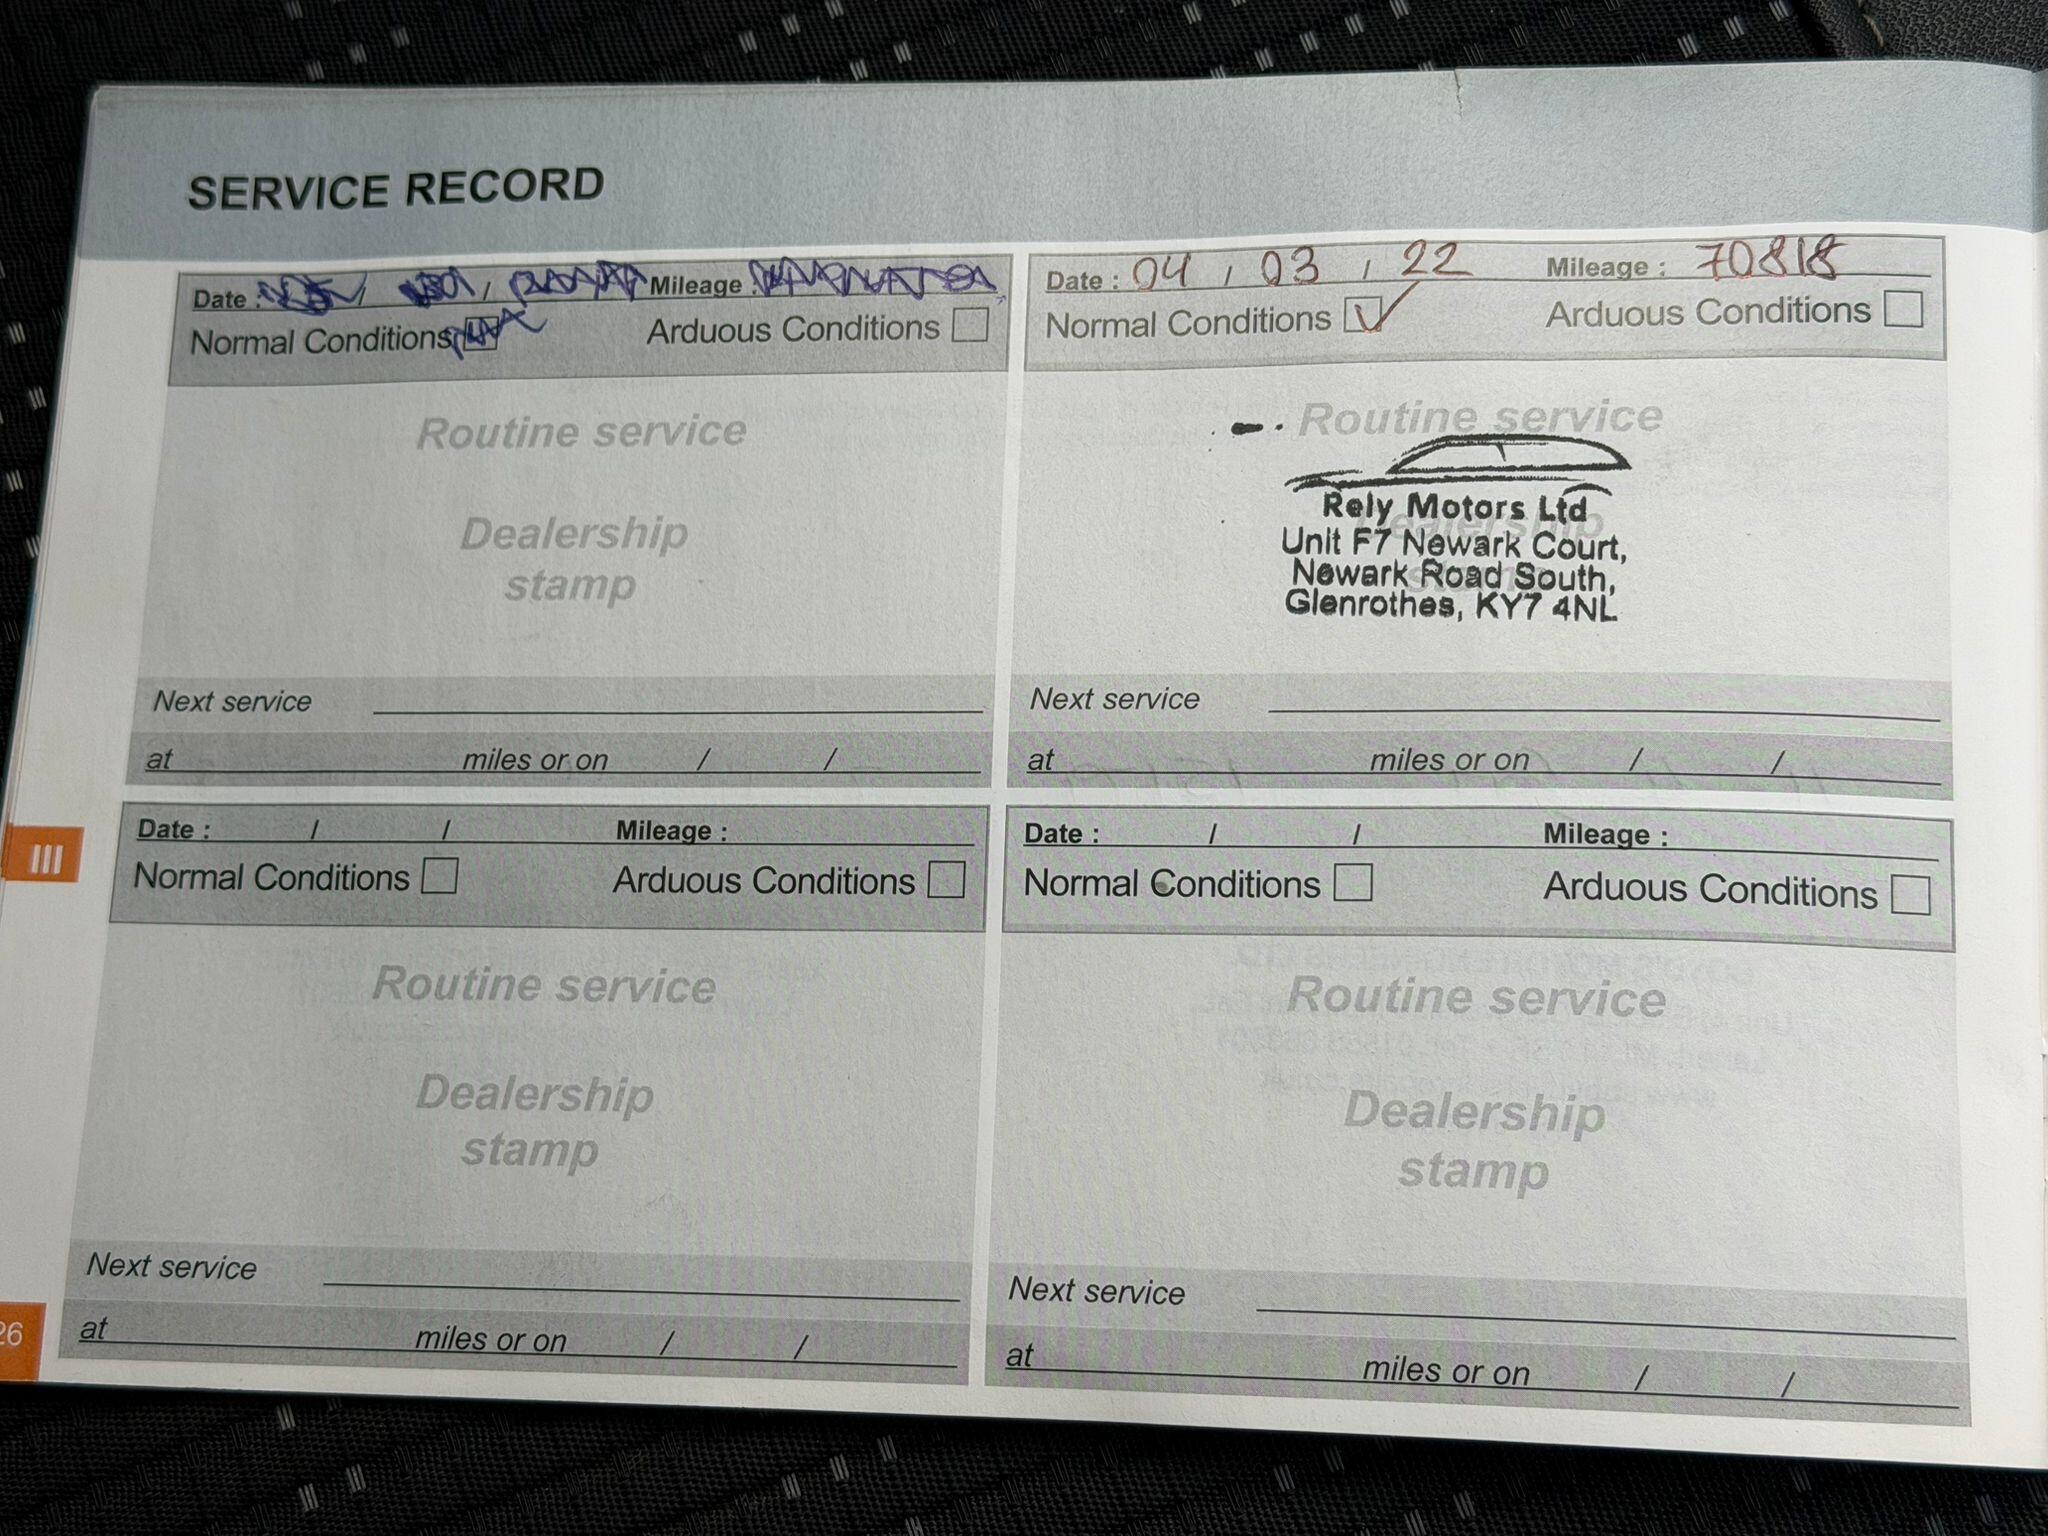 SERVICE RECORD
Date : / / Mileage :
Normal Conditions Arduous Conditions
Routine service
Dealership
stamp
Next service
at miles or on / /
Date : 04 / 03 / 22 Mileage : 70818
Normal Conditions Arduous Conditions
Routine service
Dealership
stamp
Rely Motors Ltd
Unit F7 Newark Court,
Newark Road South,
Glenrothes, KY7 4NL
Next service
at miles or on / /
III
Date : / / Mileage :
Normal Conditions Arduous Conditions
Routine service
Dealership
stamp
Next service
at miles or on / /
Date : / / Mileage :
Normal Conditions Arduous Conditions
Routine service
Dealership
stamp
Next service
at miles or on / /
26